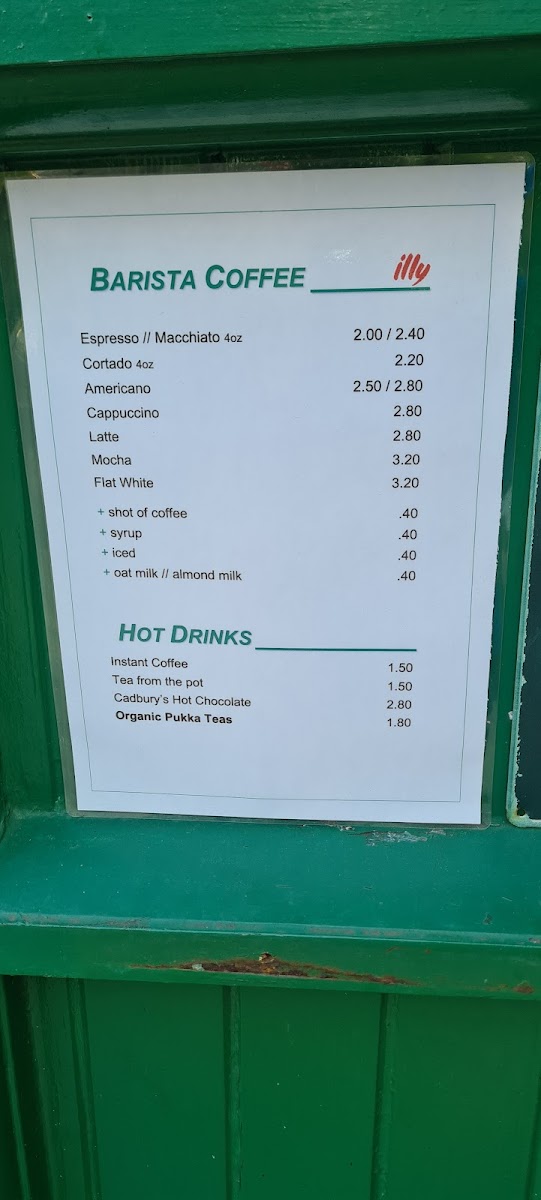 BARISTA COFFEE illy
Espresso // Macchiato 4oz 2.00 / 2.40
Cortado 4oz 2.20
Americano 2.50 / 2.80
Cappuccino 2.80
Latte 2.80
Mocha 3.20
Flat White 3.20
+ shot of coffee .40
+ syrup .40
+ iced .40
+ oat milk // almond milk .40
HOT DRINKS
Instant Coffee 1.50
Tea from the pot 1.50
Cadbury's Hot Chocolate 2.80
Organic Pukka Teas 1.80